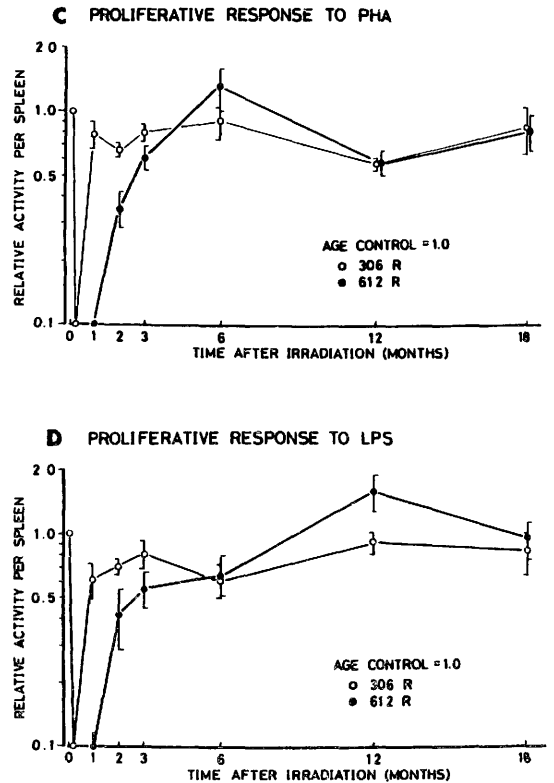 C PROLIFERATIVE RESPONSE TO PHA
RELATIVE ACTIVITY PER SPLEEN
2 0
1.0
0.5
0.1
AGE CONTROL = 1.0
306 R
612 R
0 1 2 3 6 12 18
TIME AFTER IRRADIATION (MONTHS)
D PROLIFERATIVE RESPONSE TO LPS
RELATIVE ACTIVITY PER SPLEEN
2 0
1.0
0.5
0.1
AGE CONTROL = 1.0
306 R
612 R
0 1 2 3 6 12 18
TIME AFTER IRRADIATION (MONTHS)